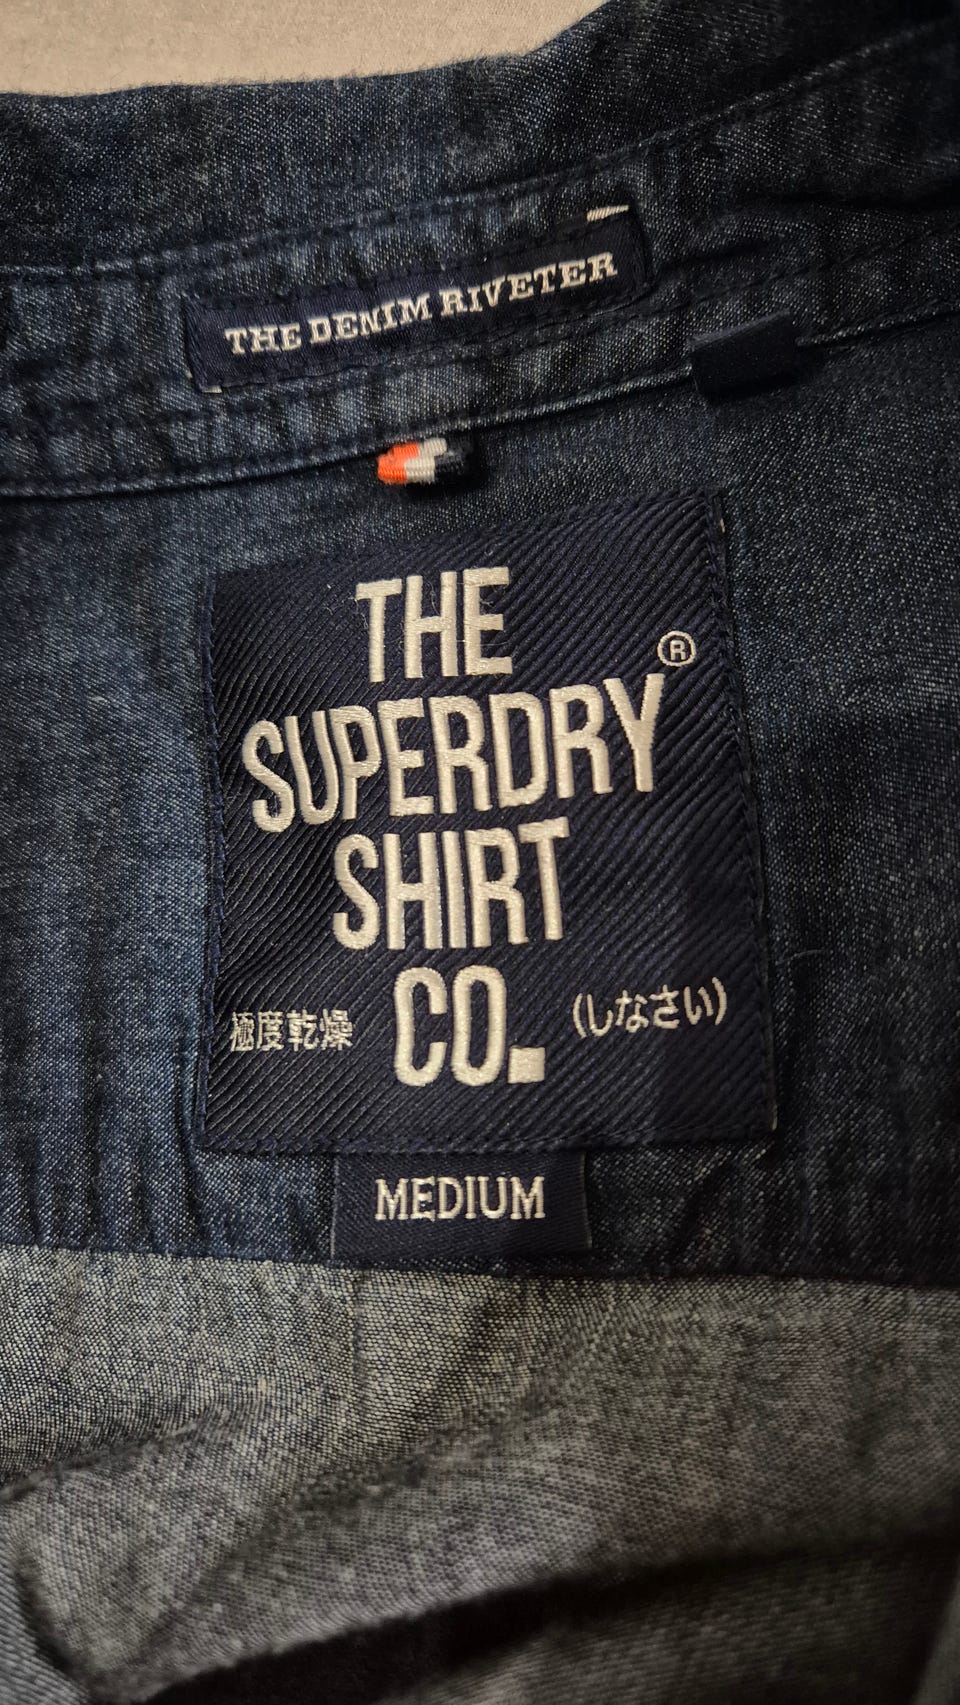 THE DENIM RIVETER
THE
SUPERDRY®
SHIRT
極度乾燥 CO. (しなさい)
MEDIUM